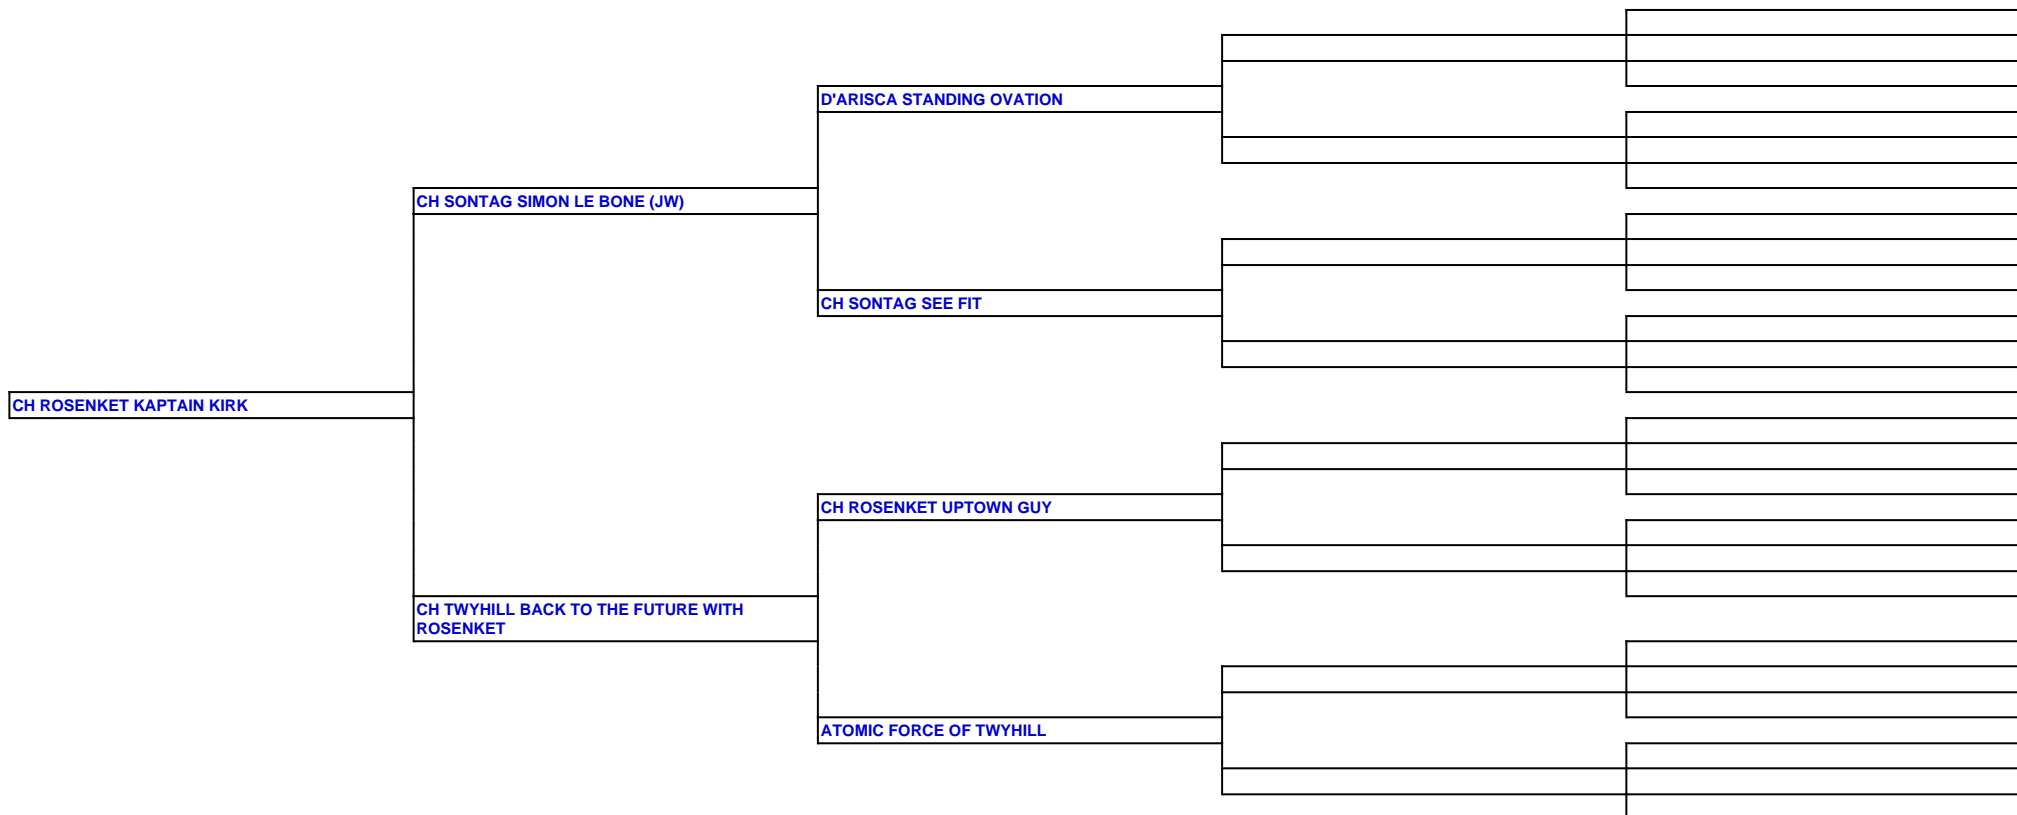 D'ARISCA STANDING OVATION
CH SONTAG SIMON LE BONE (JW)
CH SONTAG SEE FIT
CH ROSENKET KAPTAIN KIRK
CH ROSENKET UPTOWN GUY
CH TWYHILL BACK TO THE FUTURE WITH
ROSENKET
ATOMIC FORCE OF TWYHILL